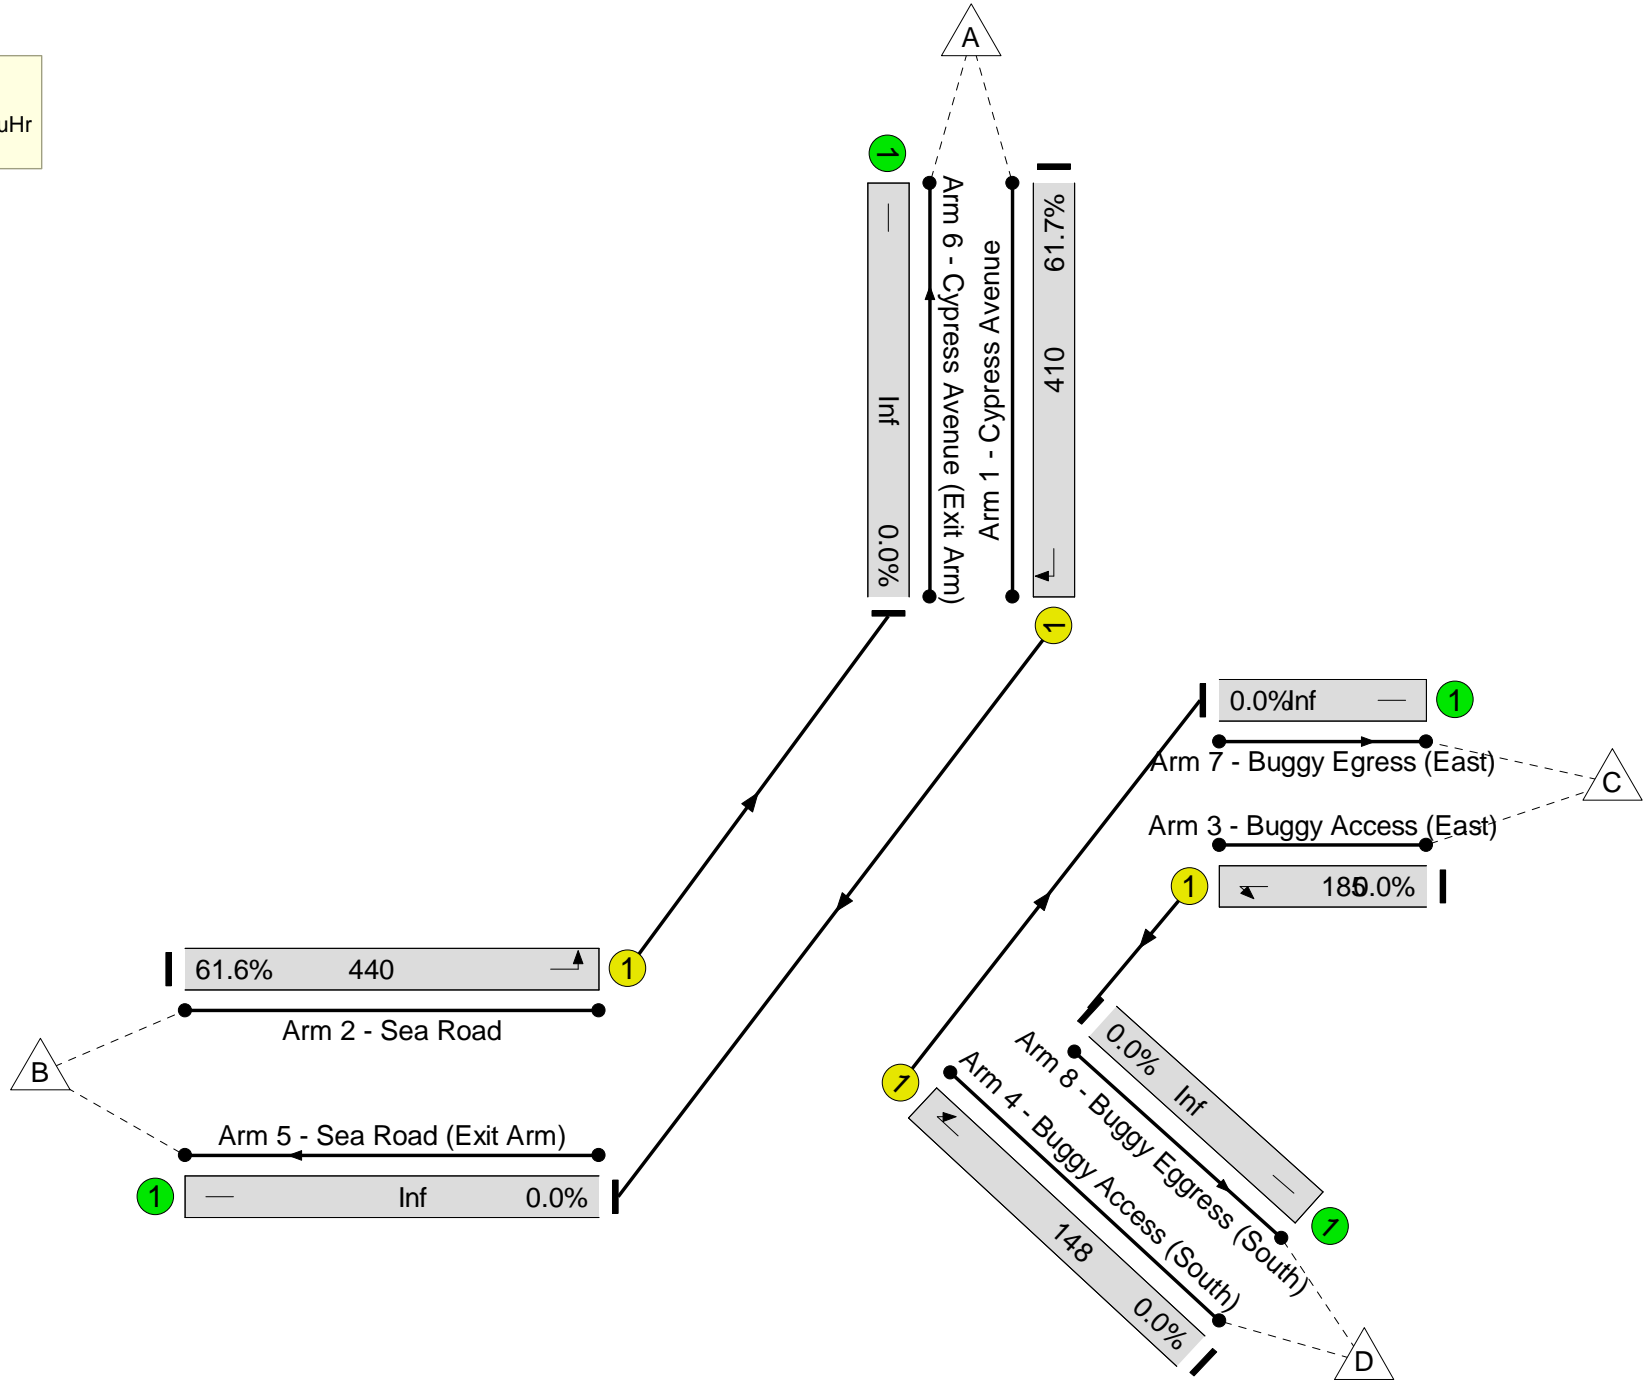 A
uHr
1
Arm 6 - Cypress Avenue (Exit Arm)
Inf
0.0%
Arm 1 - Cypress Avenue
61.7%
410
1
0.0%
Inf
1
Arm 7 - Buggy Egress (East)
C
Arm 3 - Buggy Access (East)
1
185
0.0%
61.6%
440
1
Arm 2 - Sea Road
B
Arm 5 - Sea Road (Exit Arm)
1
Inf
0.0%
1
0.0%
Inf
Arm 8 - Buggy Eggress (South)
1
Arm 4 - Buggy Access (South)
148
0.0%
D